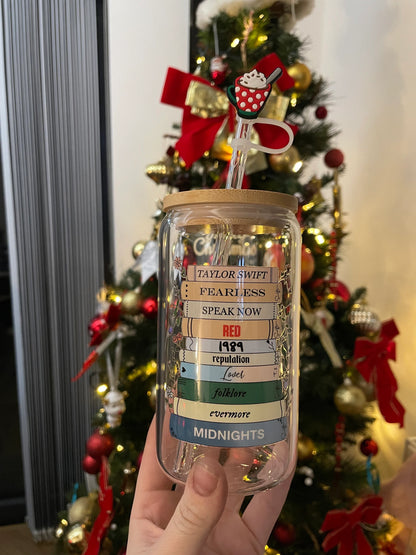 TAYLOR SWIFT
FEARLESS
SPEAK NOW
RED
1989
reputation
Lover
folklore
evermore
MIDNIGHTS